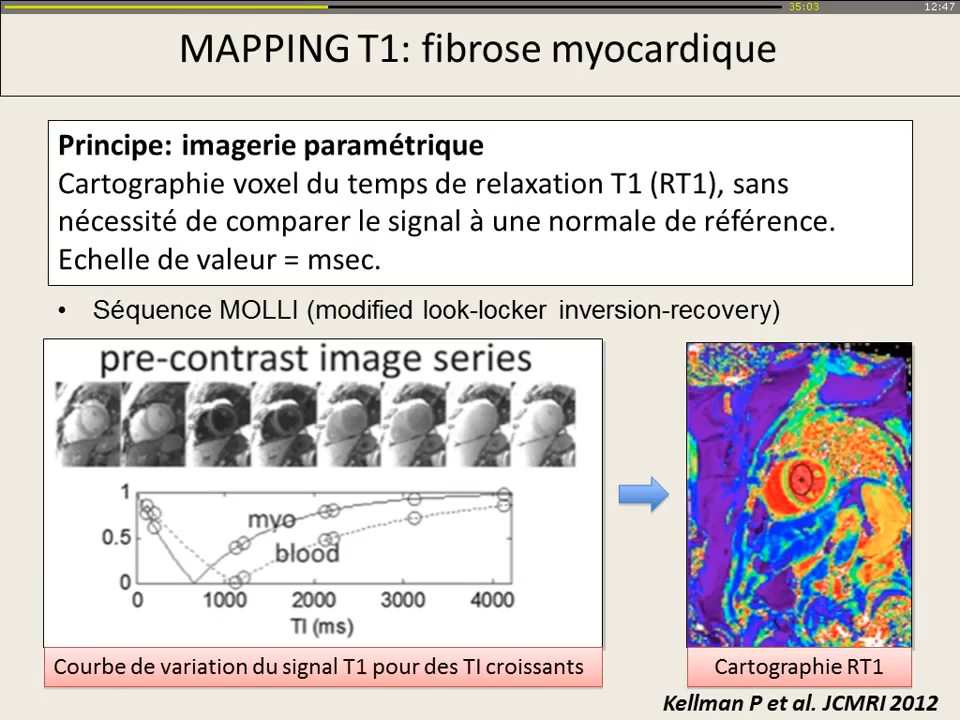 35:03
12:47
MAPPING T1: fibrose myocardique
Principe: imagerie paramétrique
Cartographie voxel du temps de relaxation T1 (RT1), sans
nécessité de comparer le signal à une normale de référence.
Echelle de valeur = msec.
• Séquence MOLLI (modified look-locker inversion-recovery)
pre-contrast image series
1
0.5
0
myo
blood
0 1000 2000 3000 4000
TI (ms)
Courbe de variation du signal T1 pour des TI croissants
Cartographie RT1
Kellman P et al. JCMRI 2012